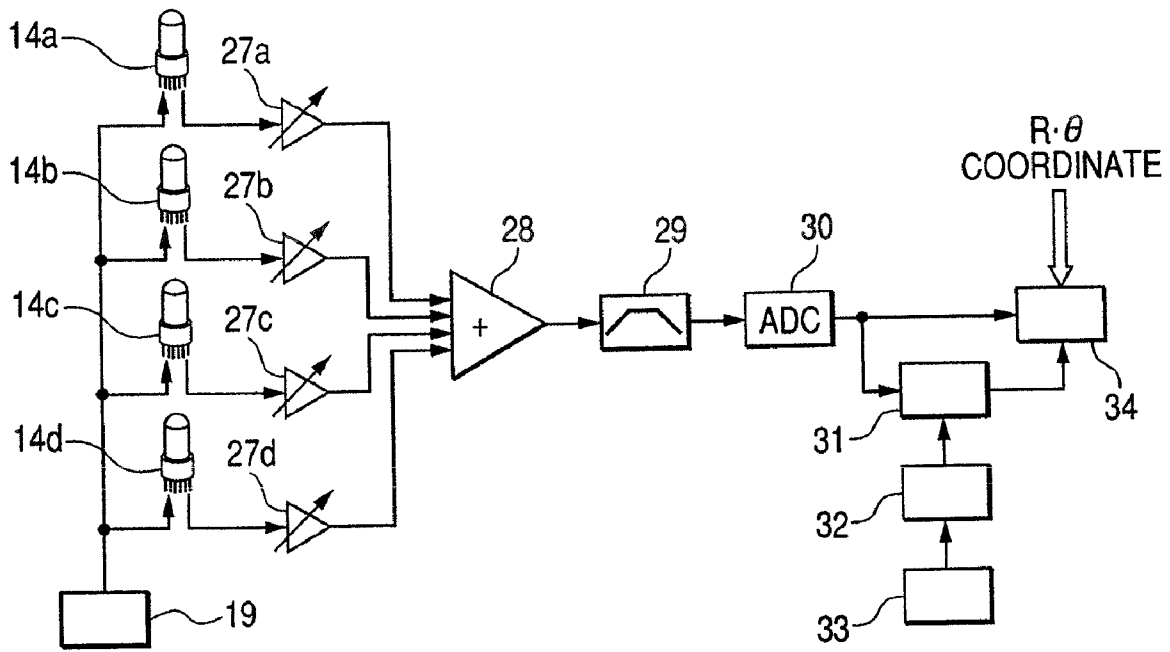 14a
27a
14b
27b
14c
27c
14d
27d
19
28
+
29
30
ADC
R·θ
COORDINATE
31
34
32
33